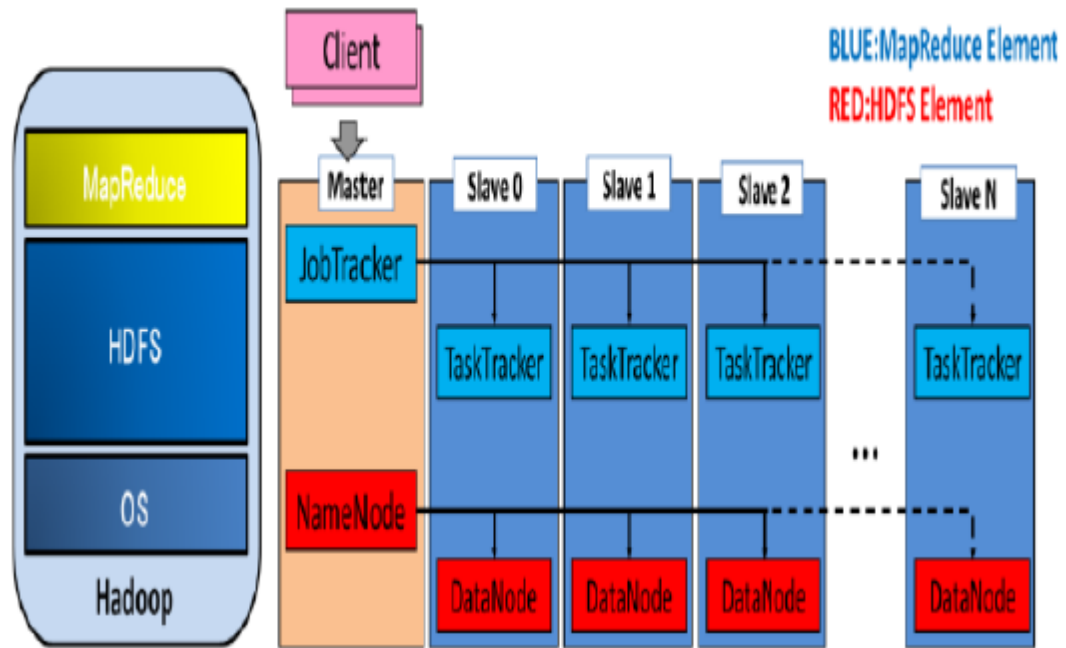 Client
BLUE:MapReduce Element
RED:HDFS Element
MapReduce
HDFS
OS
Hadoop
Master
Slave 0
Slave 1
Slave 2
Slave N
JobTracker
TaskTracker
TaskTracker
TaskTracker
TaskTracker
...
NameNode
DataNode
DataNode
DataNode
DataNode